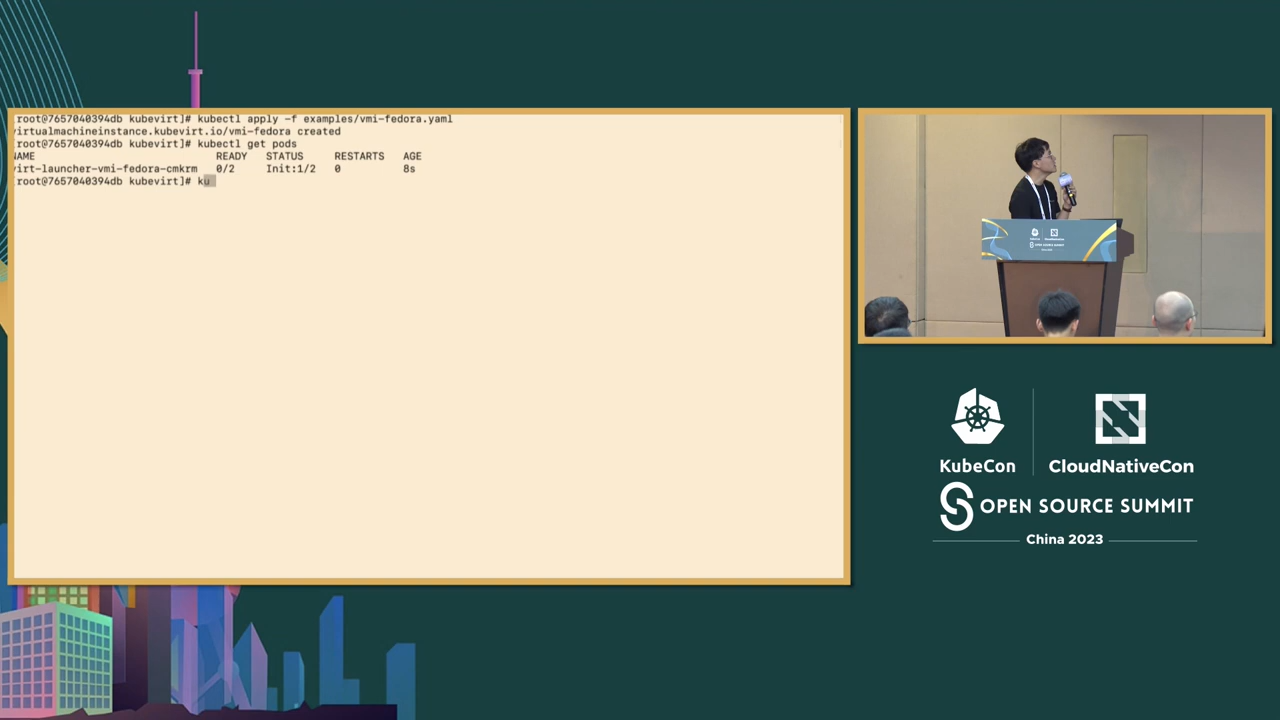 root@7657040394db kubevirt]# kubectl apply -f examples/vmi-fedora.yaml
virtualmachineinstance.kubevirt.io/vmi-fedora created
root@7657040394db kubevirt]# kubectl get pods
NAME READY STATUS RESTARTS AGE
virt-launcher-vmi-fedora-cmkrm 0/2 Init:1/2 0 8s
root@7657040394db kubevirt]# ku
KubeCon
CloudNativeCon
OPEN SOURCE SUMMIT
China 2023